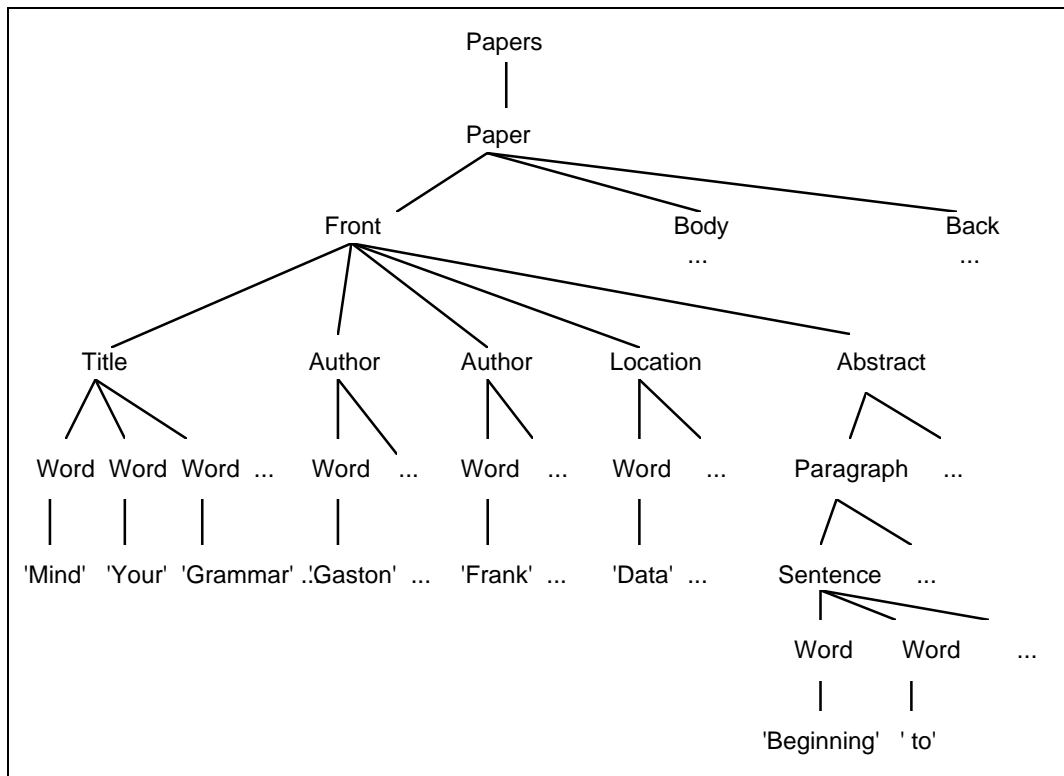 Papers
Paper
Front Body Back
... ...
Title Author Author Location Abstract
Word Word Word ... Word ... Word ... Word ... Paragraph ...
'Mind' 'Your' 'Grammar' ... 'Gaston' ... 'Frank' ... 'Data' ... Sentence ...
Word Word ...
'Beginning' ' to'